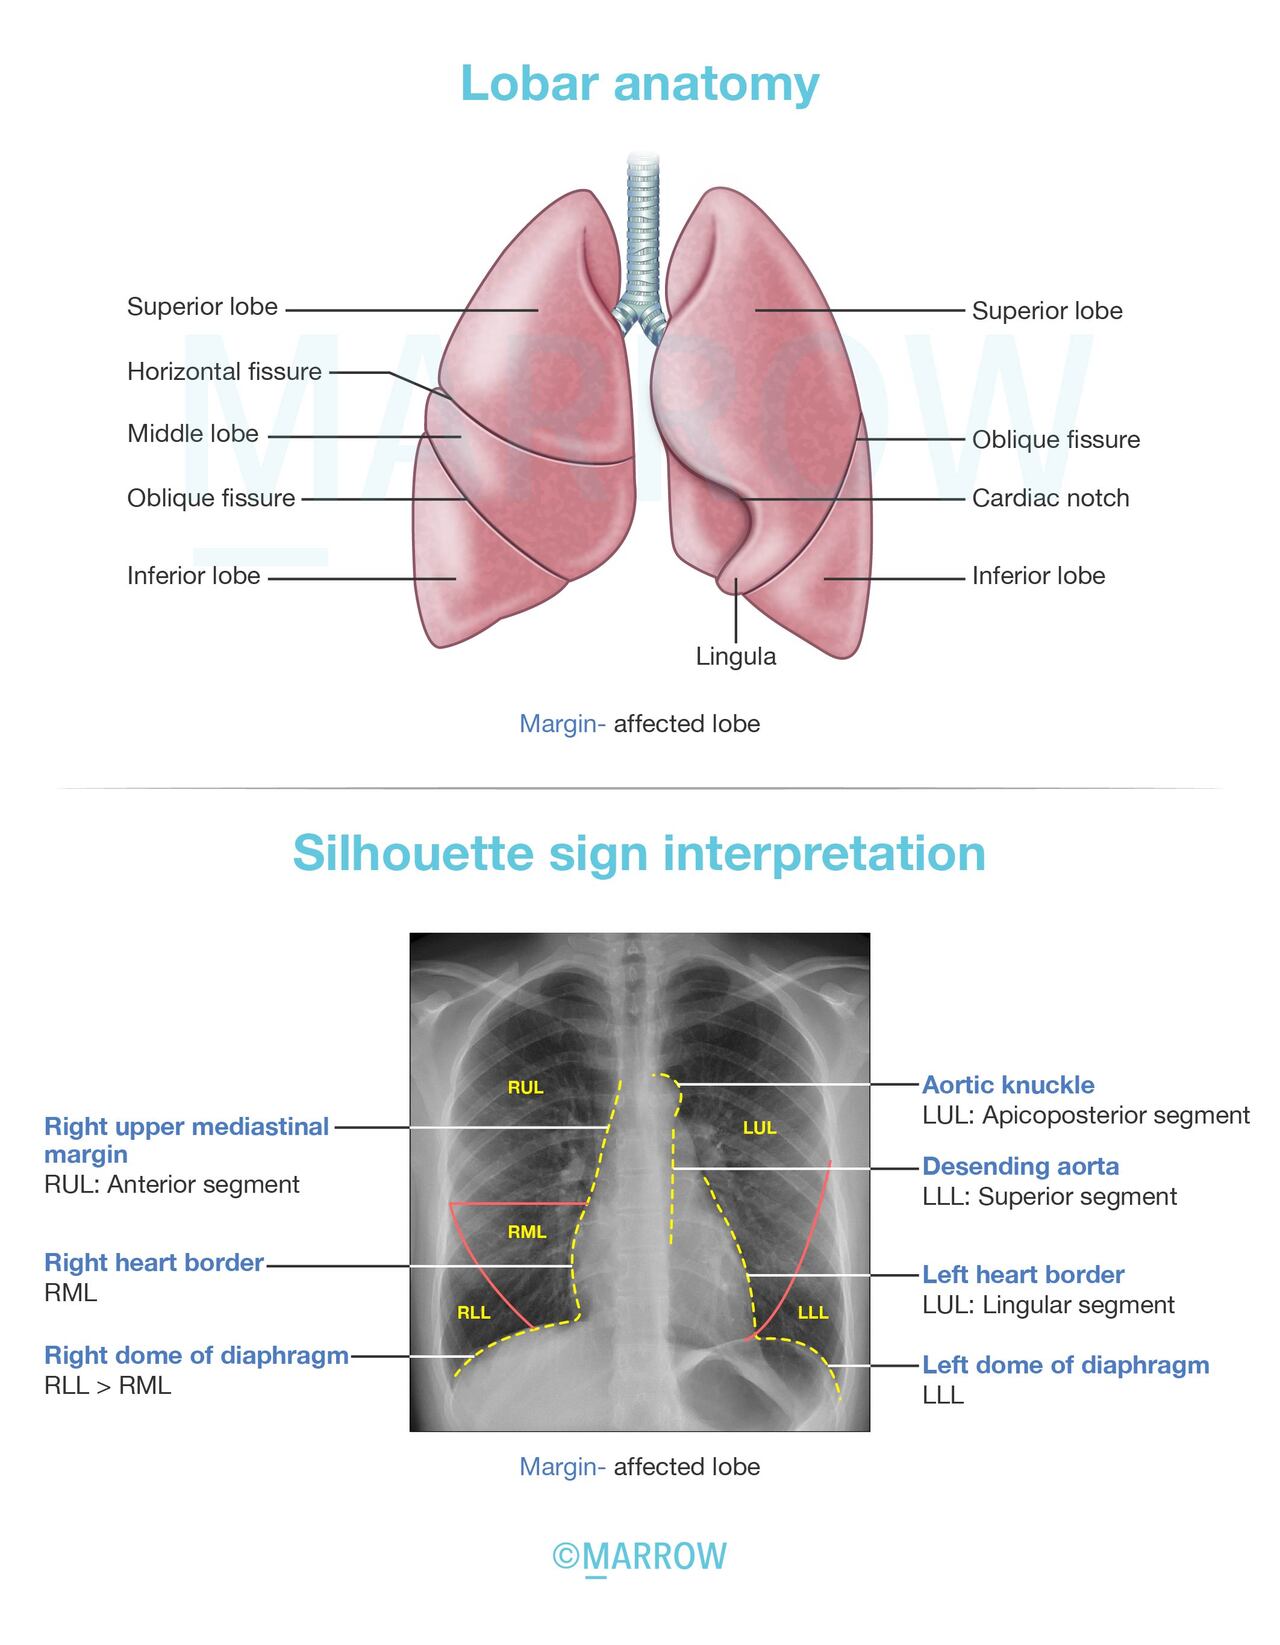 Lobar anatomy
Superior lobe
Horizontal fissure
Middle lobe
Oblique fissure
Inferior lobe
Superior lobe
Oblique fissure
Cardiac notch
Inferior lobe
Lingula
MARROW
Margin- affected lobe
Silhouette sign interpretation
Right upper mediastinal
margin
RUL: Anterior segment
Right heart border
RML
Right dome of diaphragm
RLL > RML
RUL
LUL
RML
RLL
LLL
Aortic knuckle
LUL: Apicoposterior segment
Desending aorta
LLL: Superior segment
Left heart border
LUL: Lingular segment
Left dome of diaphragm
LLL
Margin- affected lobe
©MARROW